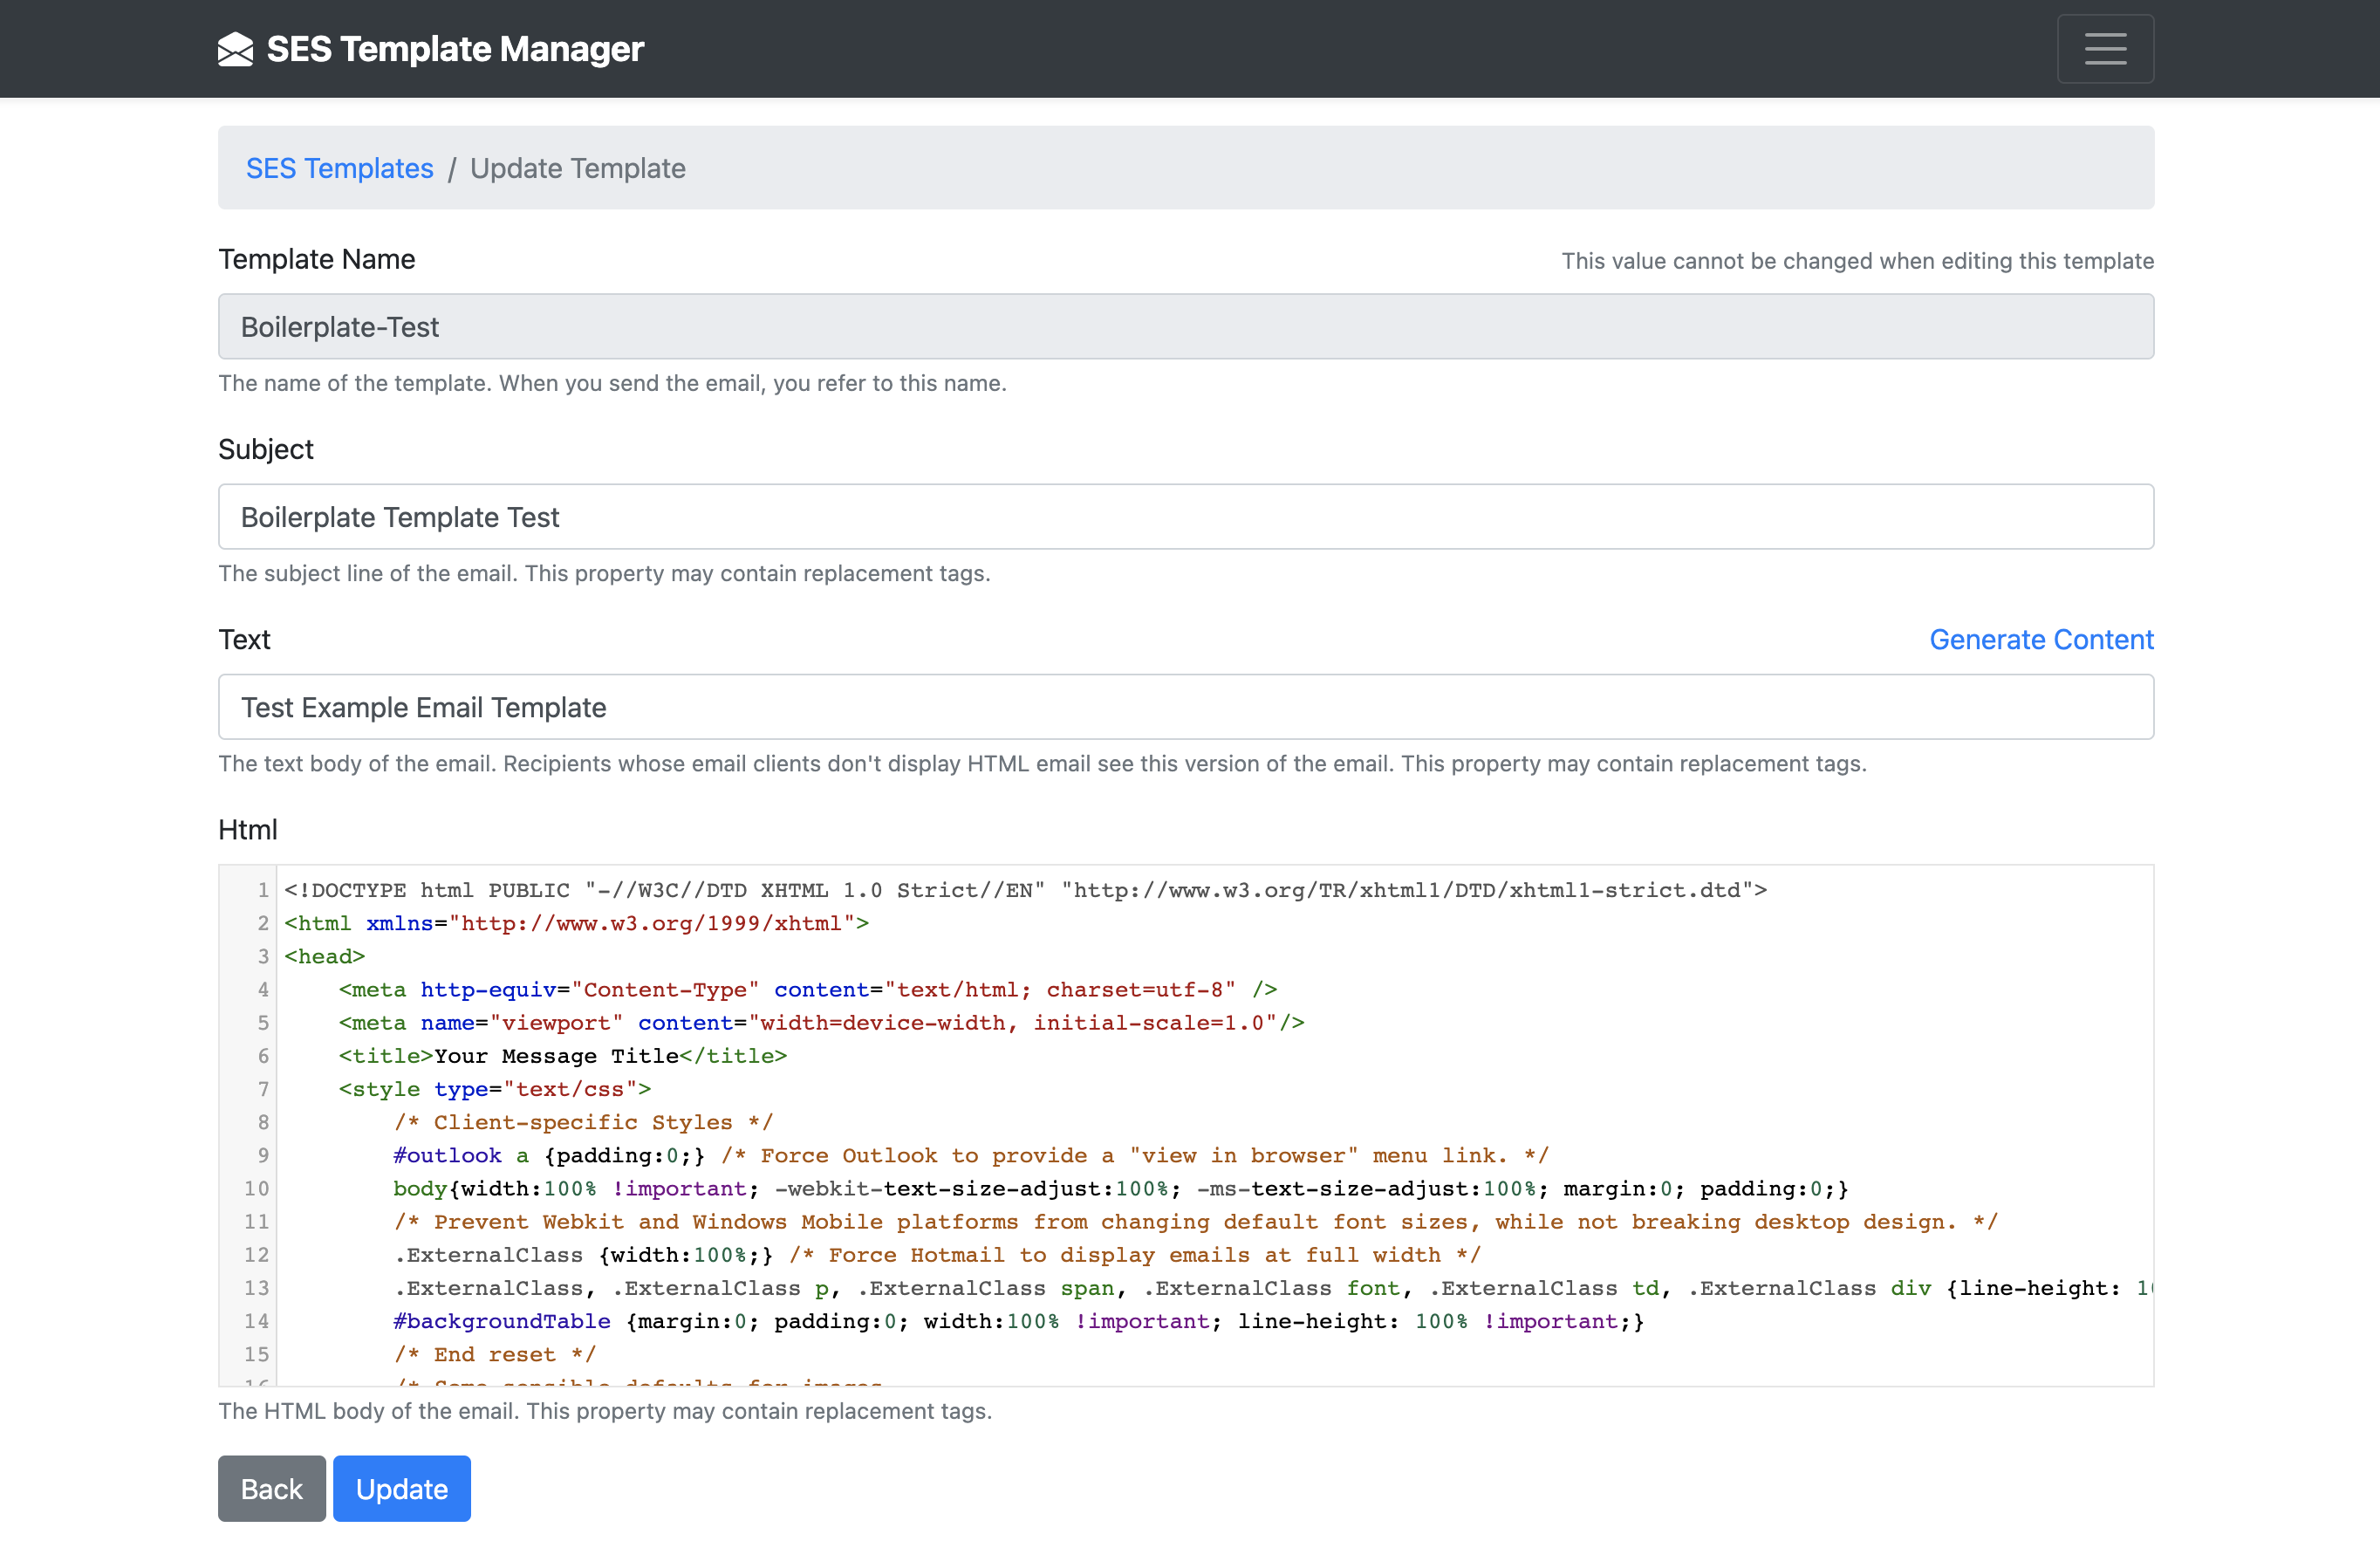 SES Template Manager
SES Templates / Update Template
Template Name
This value cannot be changed when editing this template
Boilerplate-Test
The name of the template. When you send the email, you refer to this name.
Subject
Boilerplate Template Test
The subject line of the email. This property may contain replacement tags.
Text
Generate Content
Test Example Email Template
The text body of the email. Recipients whose email clients don't display HTML email see this version of the email. This property may contain replacement tags.
Html
1 <!DOCTYPE html PUBLIC "-//W3C//DTD XHTML 1.0 Strict//EN" "http://www.w3.org/TR/xhtml1/DTD/xhtml1-strict.dtd">
2 <html xmlns="http://www.w3.org/1999/xhtml">
3 <head>
4 <meta http-equiv="Content-Type" content="text/html; charset=utf-8" />
5 <meta name="viewport" content="width=device-width, initial-scale=1.0"/>
6 <title>Your Message Title</title>
7 <style type="text/css">
8 /* Client-specific Styles */
9 #outlook a {padding:0;} /* Force Outlook to provide a "view in browser" menu link. */
10 body{width:100% !important; -webkit-text-size-adjust:100%; -ms-text-size-adjust:100%; margin:0; padding:0;}
11 /* Prevent Webkit and Windows Mobile platforms from changing default font sizes, while not breaking desktop design. */
12 .ExternalClass {width:100%;} /* Force Hotmail to display emails at full width */
13 .ExternalClass, .ExternalClass p, .ExternalClass span, .ExternalClass font, .ExternalClass td, .ExternalClass div {line-height:
14 #backgroundTable {margin:0; padding:0; width:100% !important; line-height: 100% !important;}
15 /* End reset */
16 /* Some sensible defaults for images
The HTML body of the email. This property may contain replacement tags.
Back Update